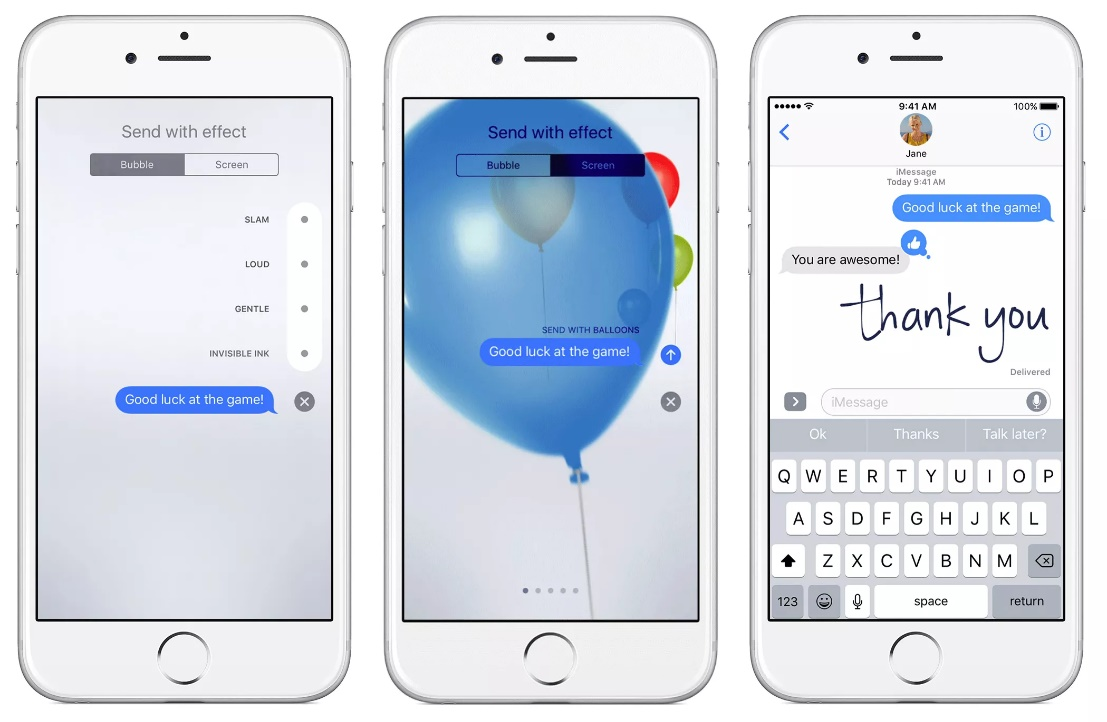 Send with effect
Bubble Screen
SLAM
LOUD
GENTLE
INVISIBLE INK
Good luck at the game!
Send with effect
Bubble Screen
SEND WITH BALLOONS
Good luck at the game!
9:41 AM 100%
Jane
iMessage
Today 9:41 AM
Good luck at the game!
You are awesome!
thank you
Delivered
iMessage
Ok Thanks Talk later?
Q W E R T Y U I O P
A S D F G H J K L
Z X C V B N M
123 space return